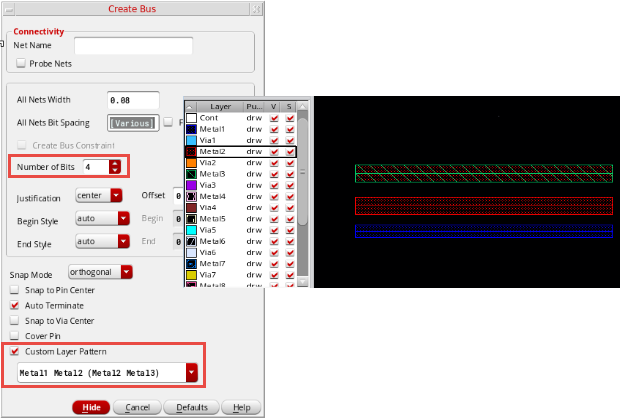 Create Bus
Connectivity
Net Name
Probe Nets
All Nets Width 0.08
All Nets Bit Spacing [Various] F
Create Bus Constraint
Number of Bits 4
Justification center Offset 0
Begin Style auto Begin 0
End Style auto End 0
Snap Mode orthogonal
Snap to Pin Center
Auto Terminate
Snap to Via Center
Cover Pin
Custom Layer Pattern
Metal1 Metal2 (Metal2 Metal3)
Hide Cancel Defaults Help
Layer Pu... V S
Cont drw
Metal1 drw
Via1 drw
Metal2 drw
Via2 drw
Metal3 drw
Via3 drw
Metal4 drw
Via4 drw
Metal5 drw
Via5 drw
Metal6 drw
Via6 drw
Metal7 drw
Via7 drw
Metal8 drw